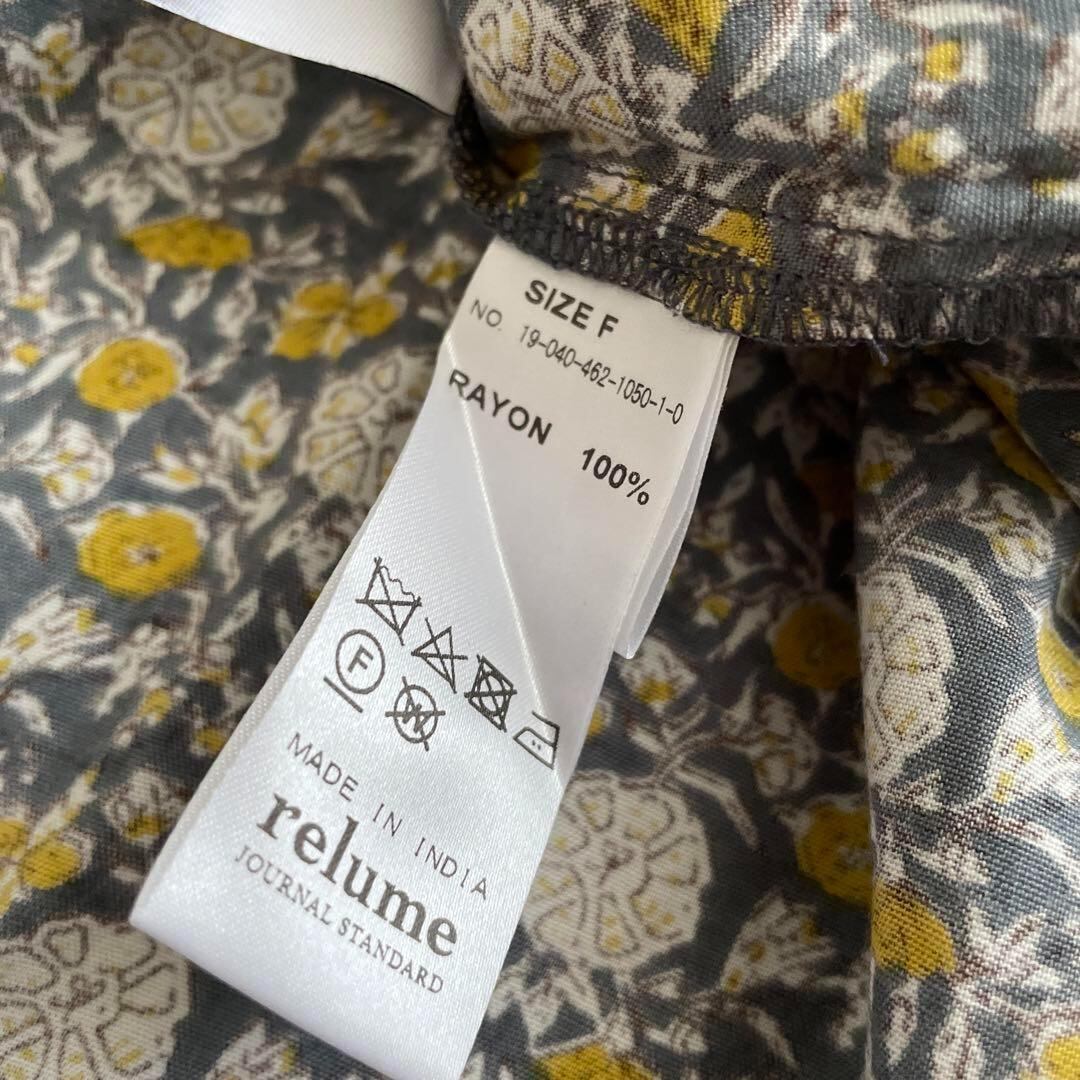 SIZE F
NO. 19-040-462-1050-1-0
RAYON 100%
F
W
MADE IN INDIA
relume
JOURNAL STANDARD